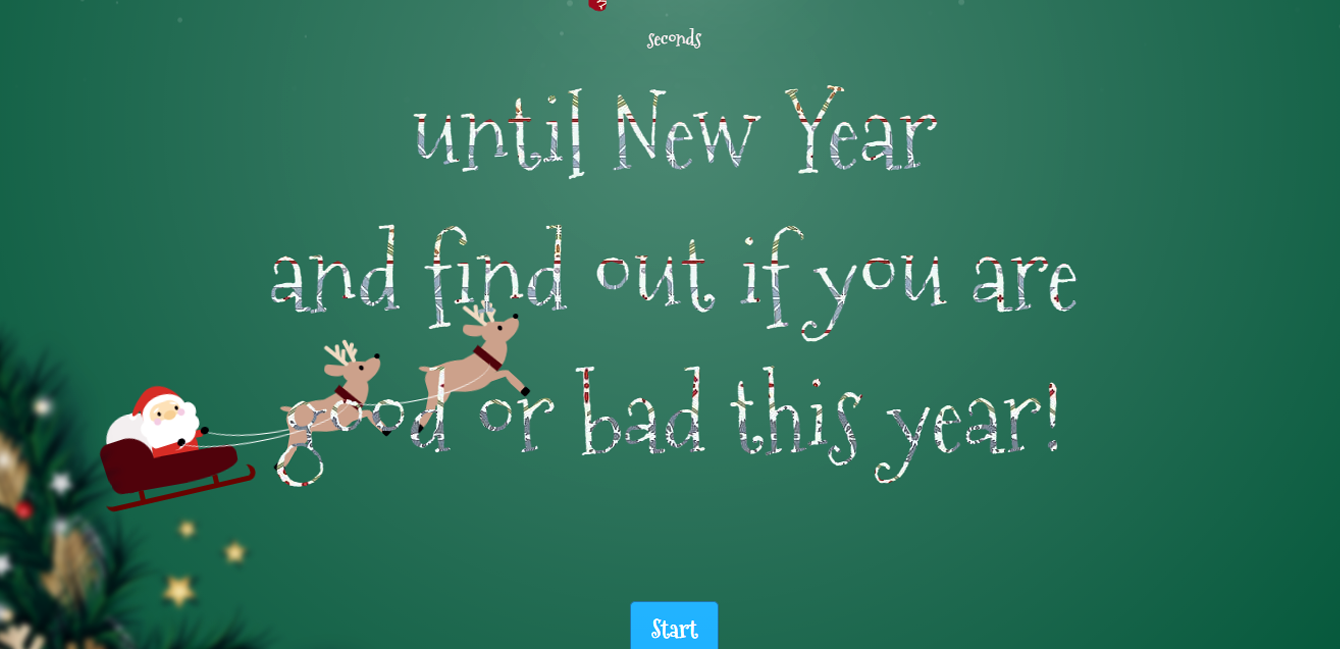 seconds
until New Year
and find out if you are
good or bad this year!
Start